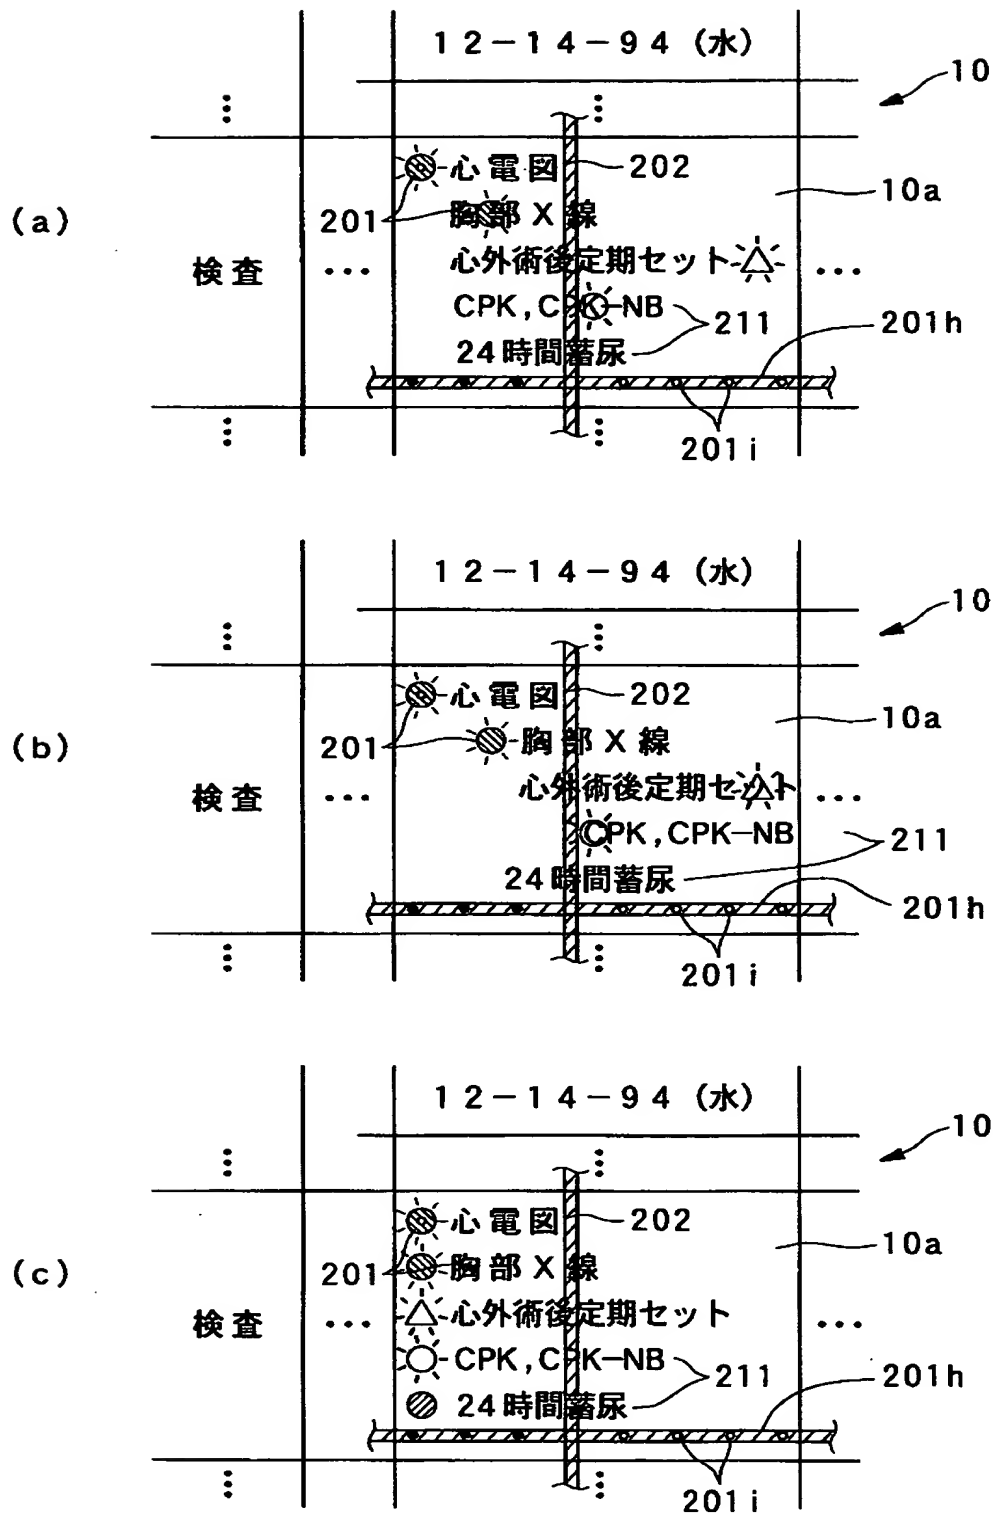 12-14-94 (水)
10
(a)
検査
心電図
202
10a
201
胸部X線
心外術後定期セット
CPK, CPK-NB
211
201h
24時間蓄尿
201i
12-14-94 (水)
10
(b)
検査
心電図
202
10a
201
胸部X線
心外術後定期セット
CPK, CPK-NB
211
24時間蓄尿
201h
201i
12-14-94 (水)
10
(c)
検査
心電図
202
10a
201
胸部X線
心外術後定期セット
CPK, CPK-NB
211
201h
24時間蓄尿
201i